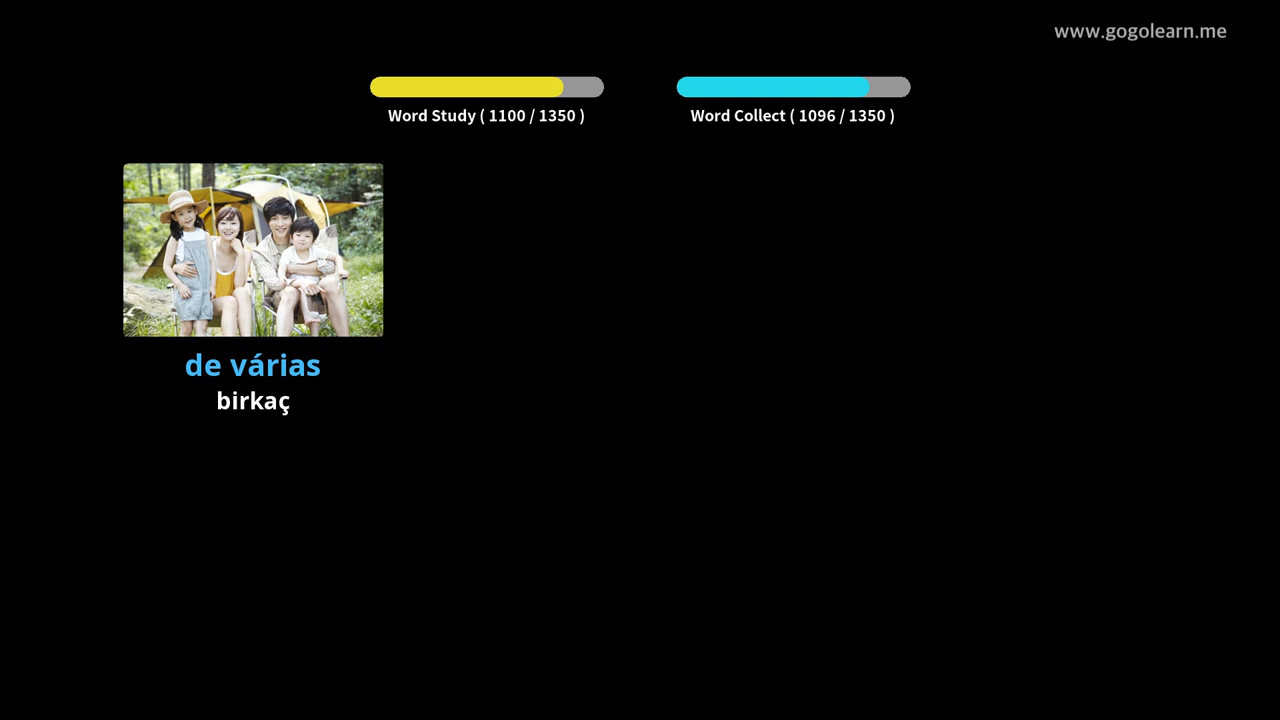 www.gogolearn.me
Word Study ( 1100 / 1350 )
Word Collect ( 1096 / 1350 )
de várias
birkaç